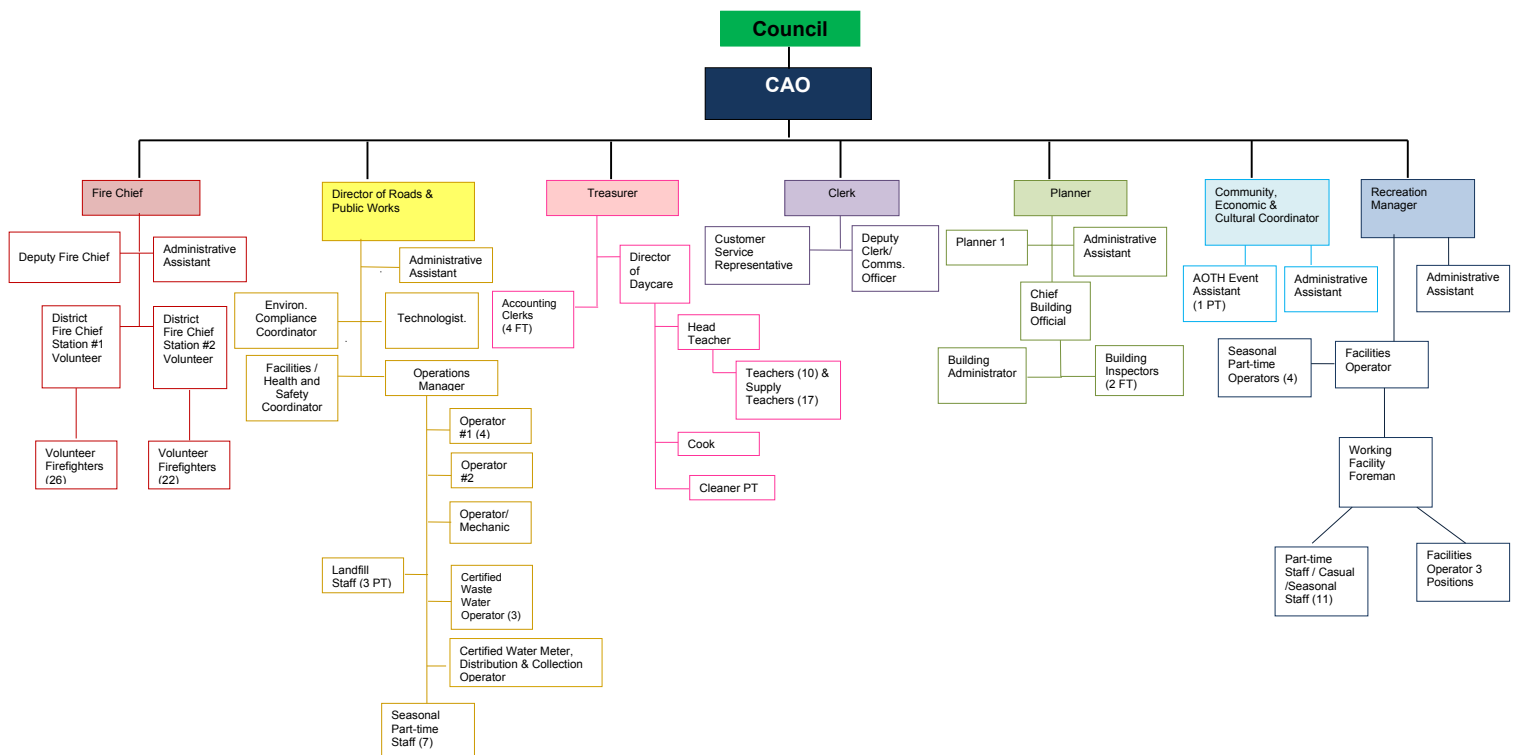 Council
CAO
Fire Chief
Director of Roads &
Public Works
Treasurer
Clerk
Planner
Community,
Economic &
Cultural Coordinator
Recreation
Manager
Deputy Fire Chief
Administrative
Assistant
District
Fire Chief
Station #1
Volunteer
District
Fire Chief
Station #2
Volunteer
Volunteer
Firefighters
(26)
Volunteer
Firefighters
(22)
Administrative
Assistant
Environ.
Compliance
Coordinator
Technologist.
Facilities /
Health and
Safety
Coordinator
Operations
Manager
Operator
#1 (4)
Operator
#2
Operator/
Mechanic
Landfill
Staff (3 PT)
Certified
Waste
Water
Operator (3)
Certified Water Meter,
Distribution & Collection
Operator
Seasonal
Part-time
Staff (7)
Accounting
Clerks
(4 FT)
Director
of
Daycare
Head
Teacher
Teachers (10) &
Supply
Teachers (17)
Cook
Cleaner PT
Customer
Service
Representative
Deputy
Clerk/
Comms.
Officer
Planner 1
Administrative
Assistant
Chief
Building
Official
Building
Administrator
Building
Inspectors
(2 FT)
AOTH Event
Assistant
(1 PT)
Administrative
Assistant
Administrative
Assistant
Seasonal
Part-time
Operators (4)
Facilities
Operator
Working
Facility
Foreman
Part-time
Staff / Casual
/Seasonal
Staff (11)
Facilities
Operator 3
Positions